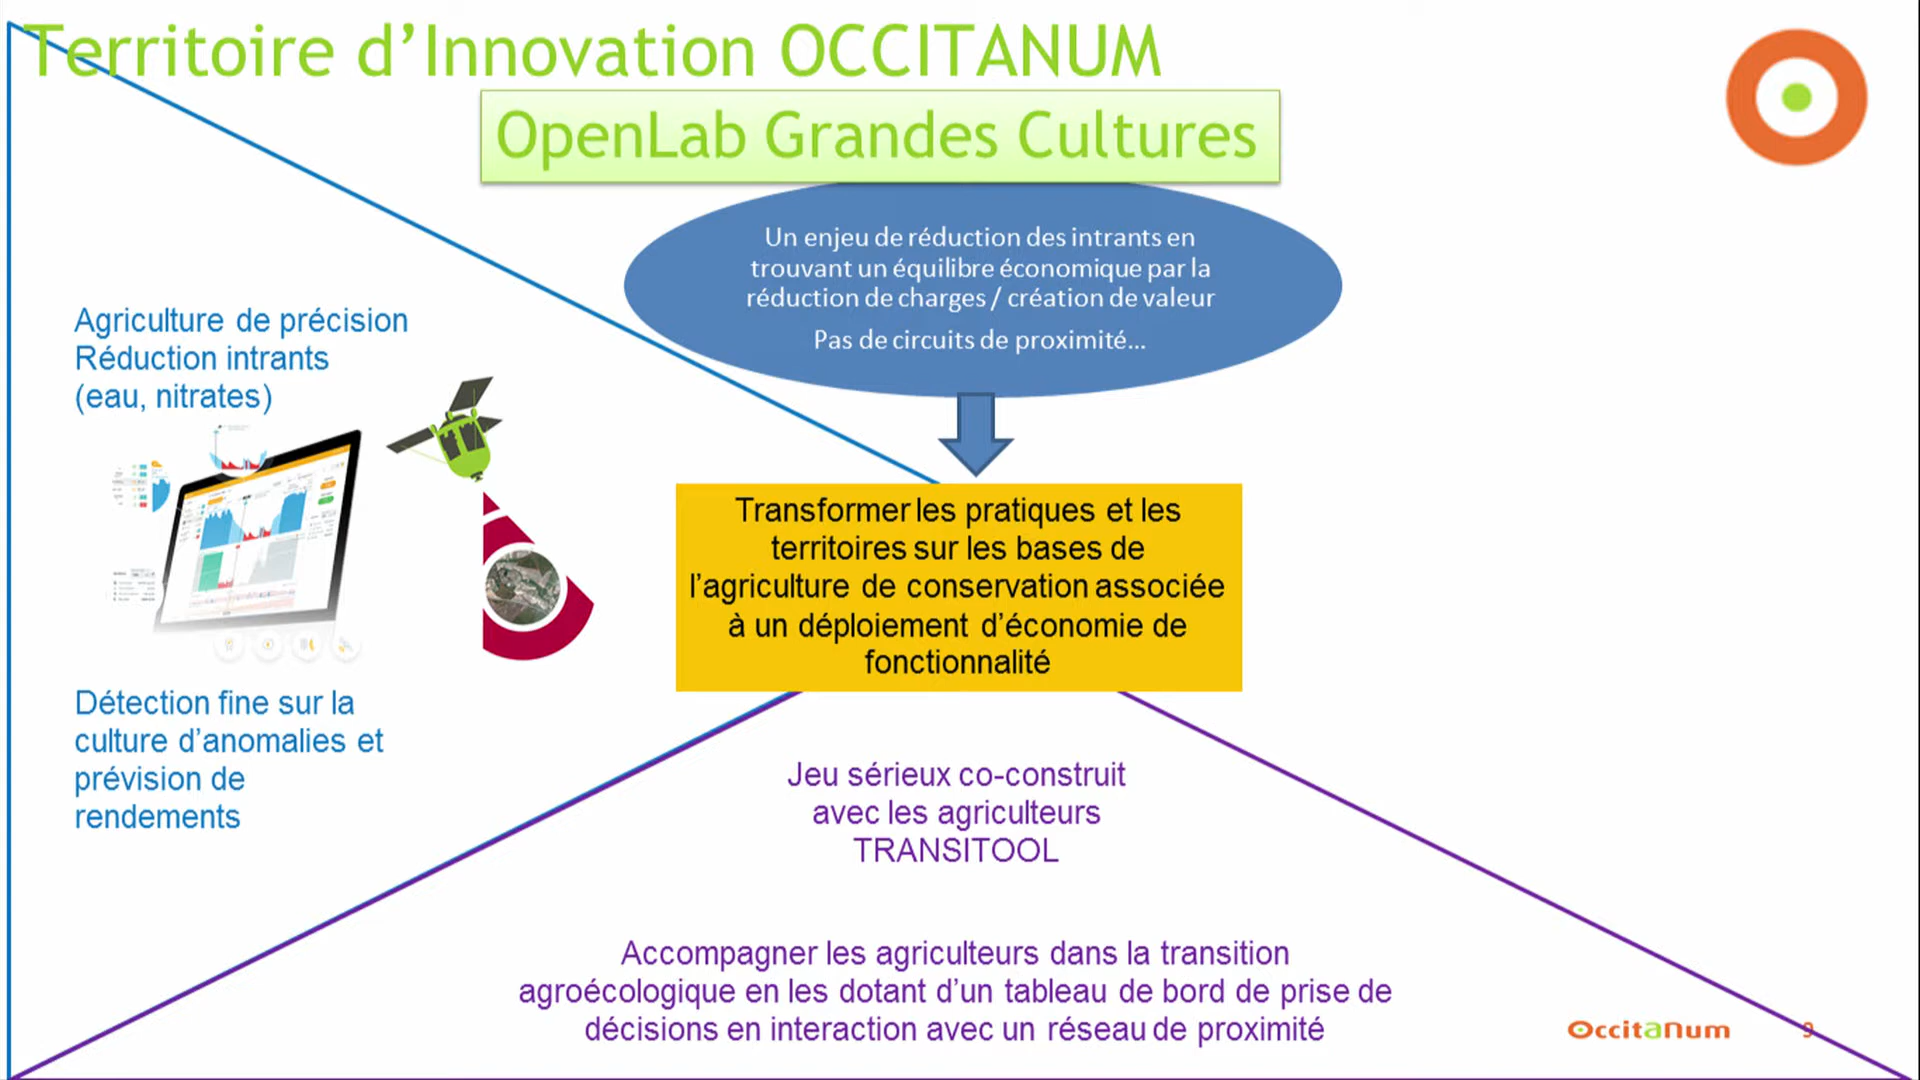 Territoire d'Innovation OCCITANUM
OpenLab Grandes Cultures
Un enjeu de réduction des intrants en
trouvant un équilibre économique par la
réduction de charges / création de valeur
Pas de circuits de proximité...
Agriculture de précision
Réduction intrants
(eau, nitrates)
Transformer les pratiques et les
territoires sur les bases de
l'agriculture de conservation associée
à un déploiement d'économie de
fonctionnalité
Détection fine sur la
culture d'anomalies et
prévision de
rendements
Jeu sérieux co-construit
avec les agriculteurs
TRANSITOOL
Accompagner les agriculteurs dans la transition
agroécologique en les dotant d'un tableau de bord de prise de
décisions en interaction avec un réseau de proximité
Occitanum
9